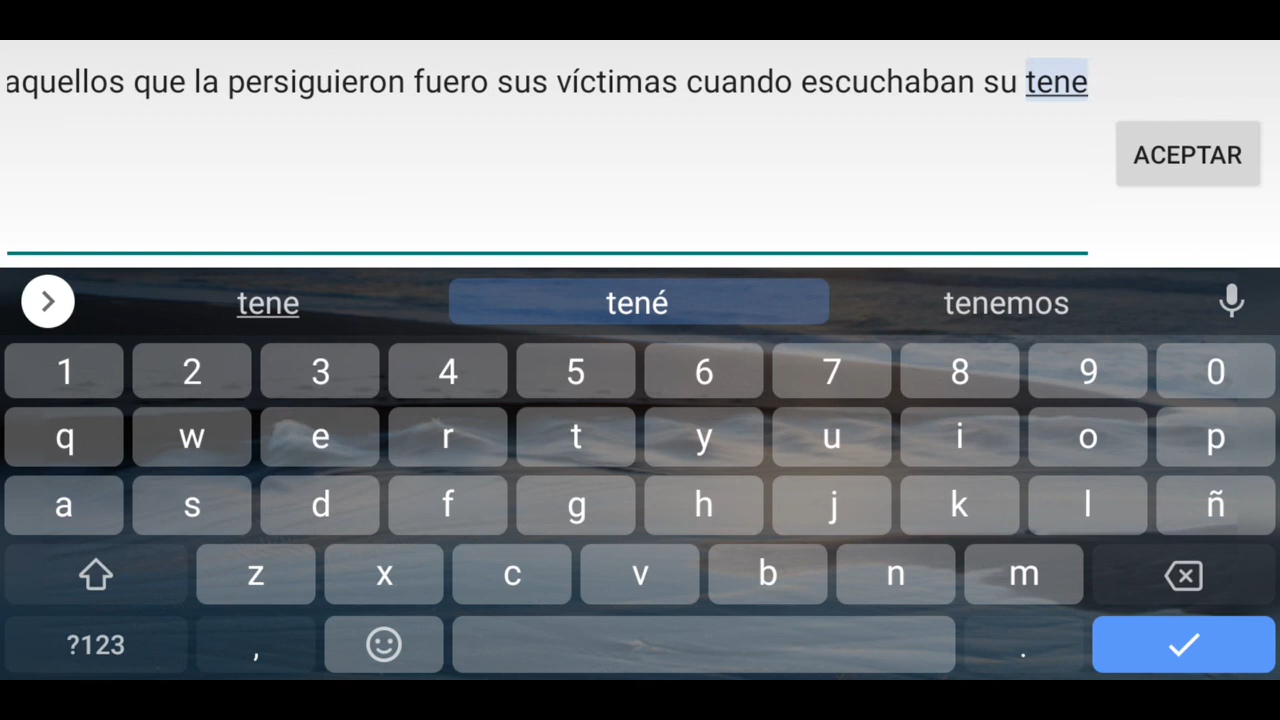 aquellos que la persiguieron fuero sus víctimas cuando escuchaban su tene
ACEPTAR
tene tené tenemos
1 2 3 4 5 6 7 8 9 0
q w e r t y u i o p
a s d f g h j k l ñ
z x c v b n m
?123 , .